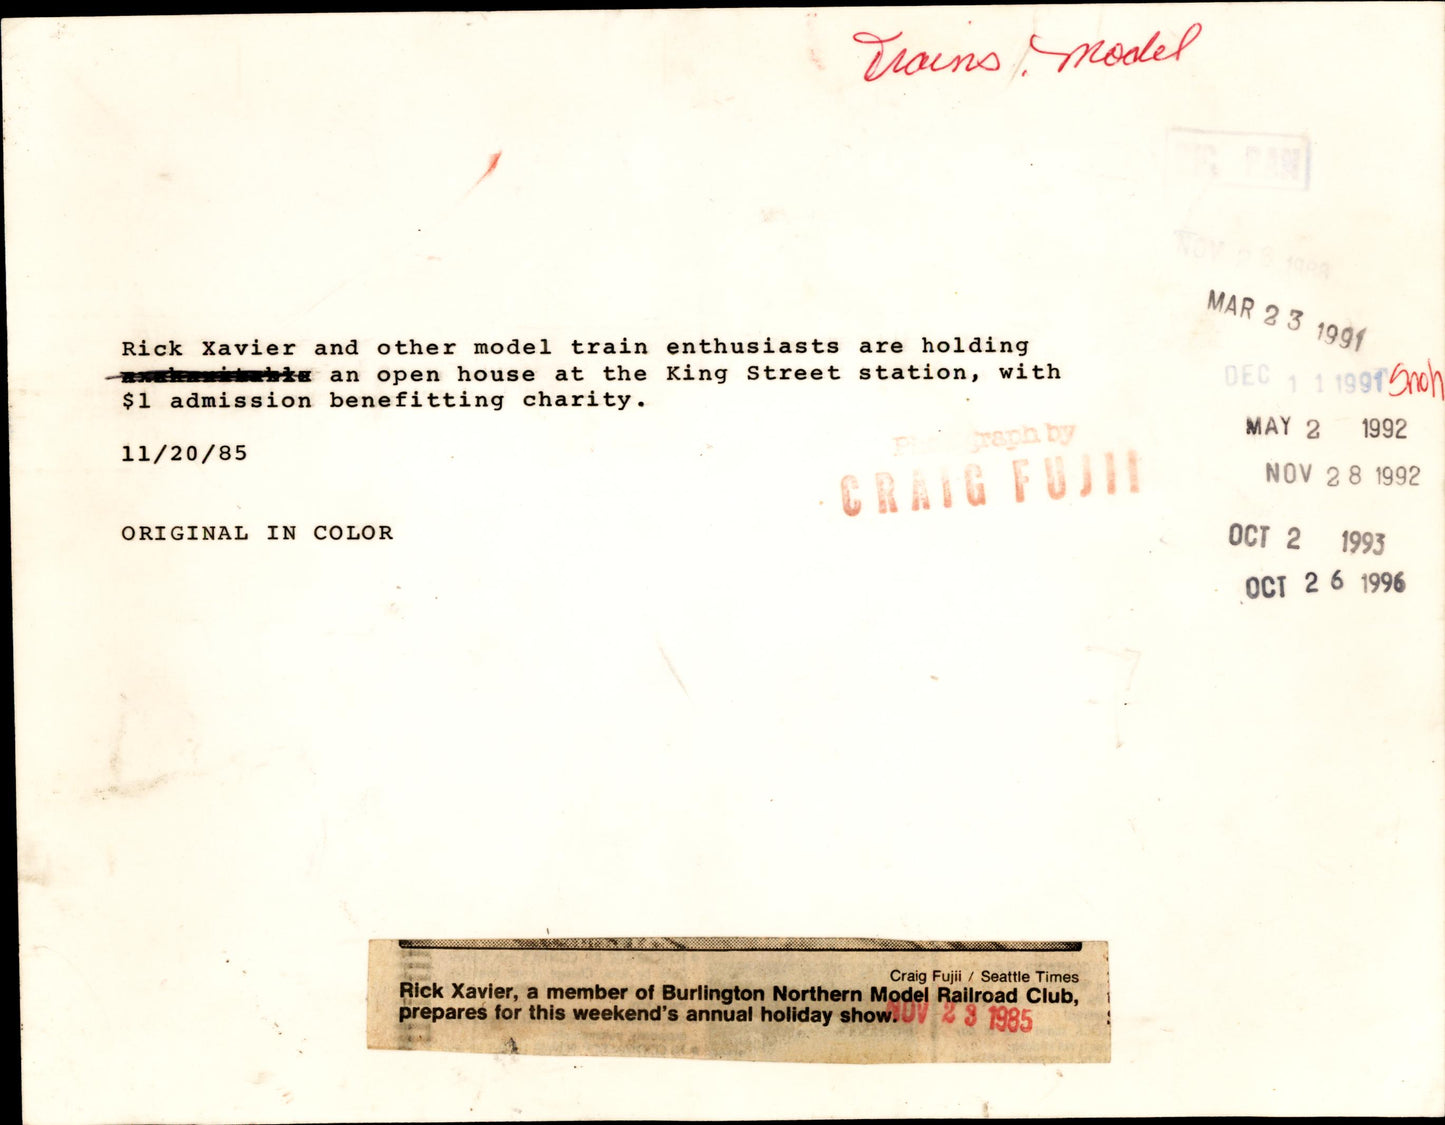 Trains, Model
NOV 28 1988
MAR 23 1991
Rick Xavier and other model train enthusiasts are holding
an open house at the King Street station, with
$1 admission benefitting charity.
DEC 11 1991 Snoh
MAY 2 1992
11/20/85
Photograph by
CRAIG FUJII
NOV 28 1992
ORIGINAL IN COLOR
OCT 2 1993
OCT 26 1996
Craig Fujii / Seattle Times
Rick Xavier, a member of Burlington Northern Model Railroad Club,
prepares for this weekend's annual holiday show.
NOV 23 1985